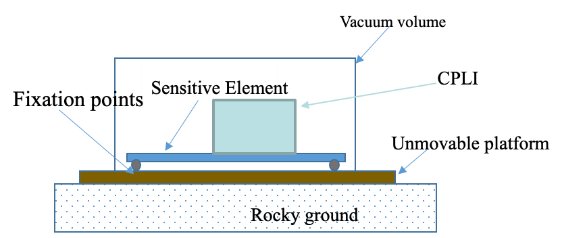 Vacuum volume
CPLI
Sensitive Element
Fixation points
Unmovable platform
Rocky ground